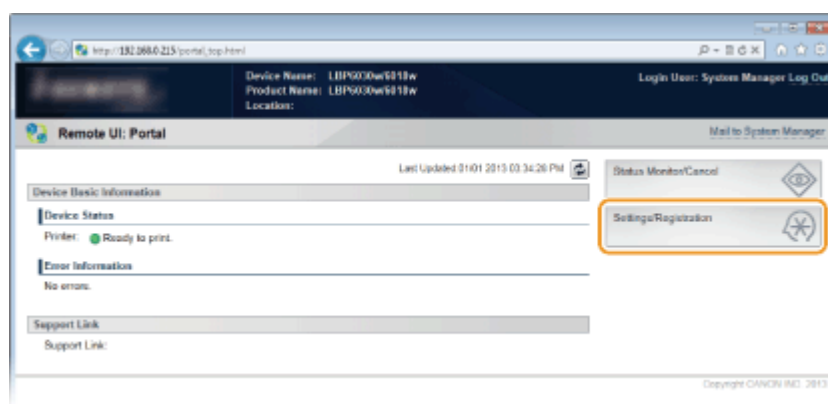 http://192.168.0.215/portal_top.html
Device Name: LBP6030w/6018w
Product Name: LBP6030w/6018w
Location:
Login User: System Manager Log Out
Remote UI: Portal
Mail to System Manager
Last Updated 01/01 2013 03:34:26 PM
Device Basic Information
Device Status
Printer: Ready to print.
Error Information
No errors.
Support Link
Support Link:
Status Monitor/Cancel
Settings/Registration
Copyright CANON INC. 2013